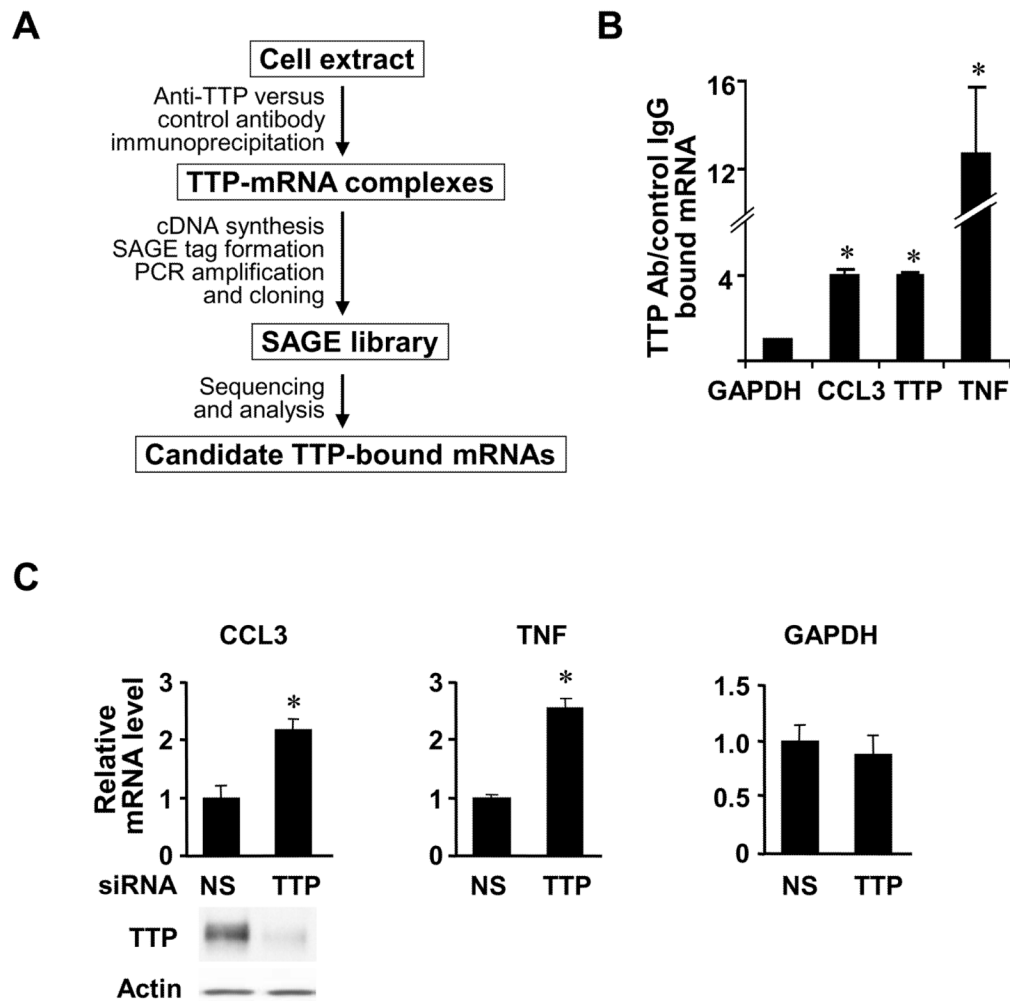 A
Cell extract
Anti-TTP versus
control antibody
immunoprecipitation
TTP-mRNA complexes
cDNA synthesis
SAGE tag formation
PCR amplification
and cloning
SAGE library
Sequencing
and analysis
Candidate TTP-bound mRNAs
B
TTP Ab/control IgG
bound mRNA
16
12
4
*
*
*
GAPDH CCL3 TTP TNF
C
CCL3
Relative
mRNA level
3
2
1
0
*
siRNA NS TTP
TTP
Actin
TNF
3
2
1
0
*
NS TTP
GAPDH
1.5
1.0
0.5
0
NS TTP